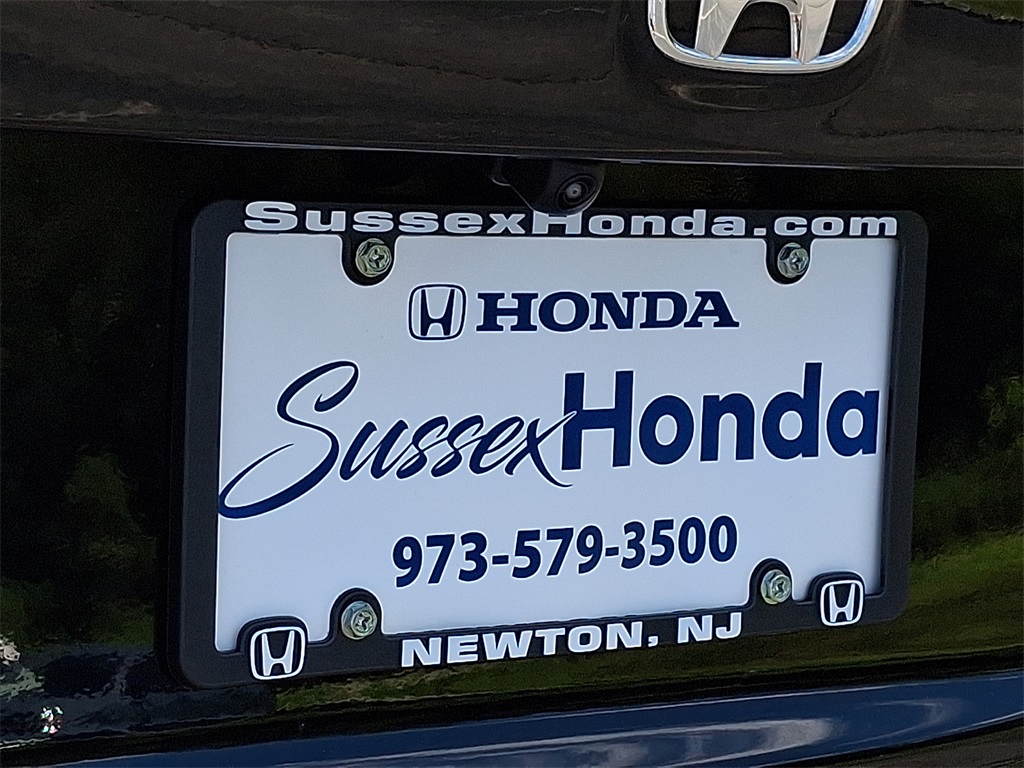 SussexHonda.com
HONDA
SussexHonda
973-579-3500
NEWTON, NJ